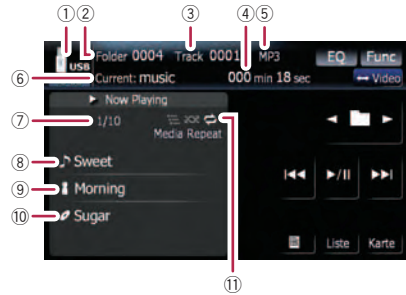 ① ② ③ ④ ⑤
USB Folder 0004 Track 0001 MP3 EQ Func
⑥ Current: music 000 min 18 sec Video
Now Playing
⑦ 1/10
Media Repeat
⑧ Sweet
⑨ Morning
⑩ Sugar
Liste Karte
⑪